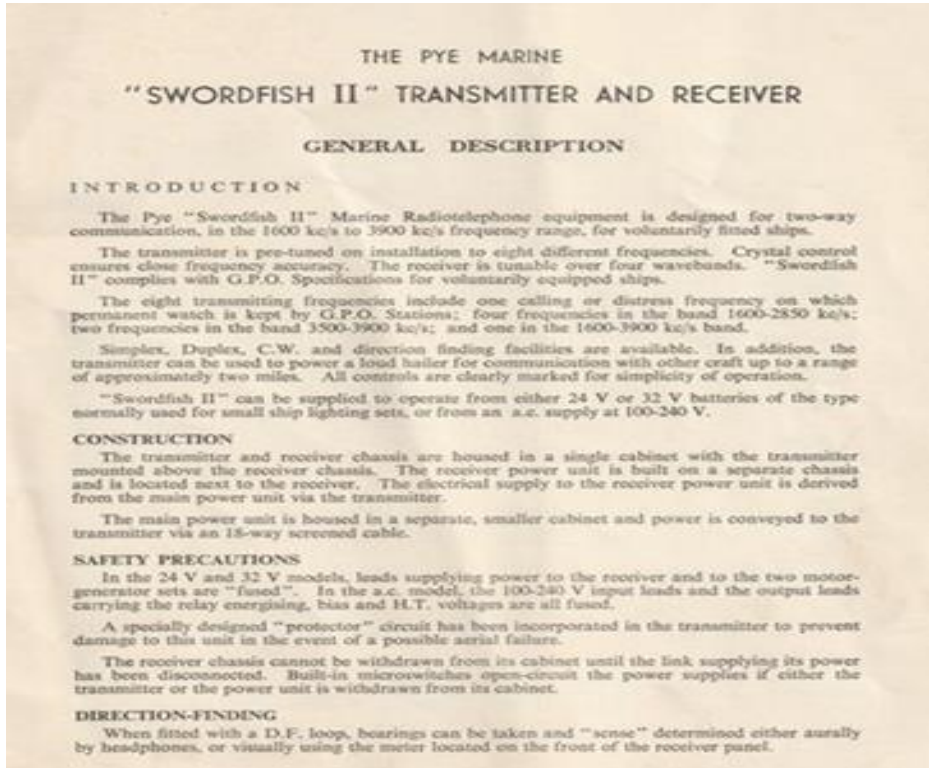 THE PYE MARINE
"SWORDFISH II" TRANSMITTER AND RECEIVER
GENERAL DESCRIPTION
INTRODUCTION
The Pye "Swordfish II" Marine Radiotelephone equipment is designed for two-way
communication, in the 1600 kc/s to 3900 kc/s frequency range, for voluntarily fitted ships.
The transmitter is pre-tuned on installation to eight different frequencies. Crystal control
ensures close frequency accuracy. The receiver is tunable over four wavebands. "Swordfish
II" complies with G.P.O. Specifications for voluntarily equipped ships.
The eight transmitting frequencies include one calling or distress frequency on which
permanent watch is kept by G.P.O. Stations; four frequencies in the band 1600-2850 kc/s;
two frequencies in the band 3500-3900 kc/s; and one in the 1600-3900 kc/s band.
Simplex, Duplex, C.W. and direction finding facilities are available. In addition, the
transmitter can be used to power a loud hailer for communication with other craft up to a range
of approximately two miles. All controls are clearly marked for simplicity of operation.
"Swordfish II" can be supplied to operate from either 24 V or 32 V batteries of the type
normally used for small ship lighting sets, or from an a.c. supply at 100-240 V.
CONSTRUCTION
The transmitter and receiver chassis are housed in a single cabinet with the transmitter
mounted above the receiver chassis. The receiver power unit is built on a separate chassis
and is located next to the receiver. The electrical supply to the receiver power unit is derived
from the main power unit via the transmitter.
The main power unit is housed in a separate, smaller cabinet and power is conveyed to the
transmitter via an 18-way screened cable.
SAFETY PRECAUTIONS
In the 24 V and 32 V models, leads supplying power to the receiver and to the two motor-
generator sets are "fused". In the a.c. model, the 100-240 V input leads and the output leads
carrying the relay energising, bias and H.T. voltages are all fused.
A specially designed "protector" circuit has been incorporated in the transmitter to prevent
damage to this unit in the event of a possible aerial failure.
The receiver chassis cannot be withdrawn from its cabinet until the link supplying its power
has been disconnected. Built-in microswitches open-circuit the power supplies if either the
transmitter or the power unit is withdrawn from its cabinet.
DIRECTION-FINDING
When fitted with a D.F. loop, bearings can be taken and "sense" determined either aurally
by headphones, or visually using the meter located on the front of the receiver panel.